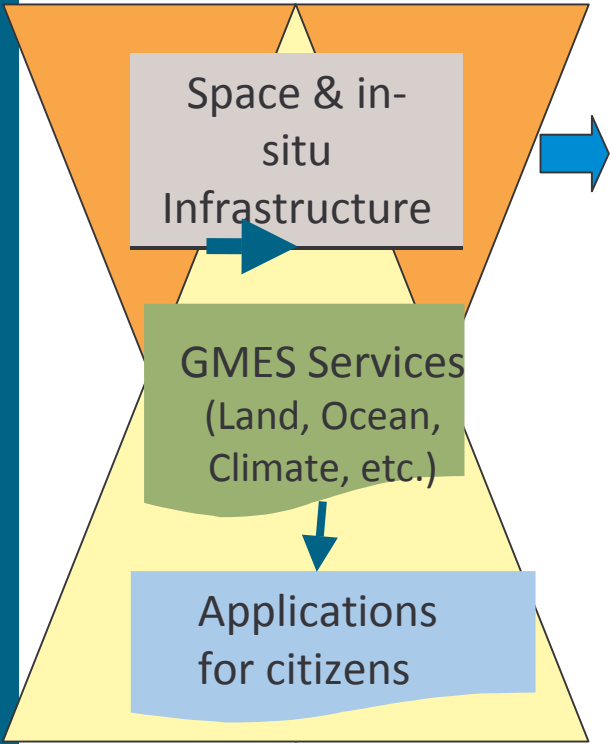 Space & in-
situ
Infrastructure
GMES Services
(Land, Ocean,
Climate, etc.)
Applications
for citizens